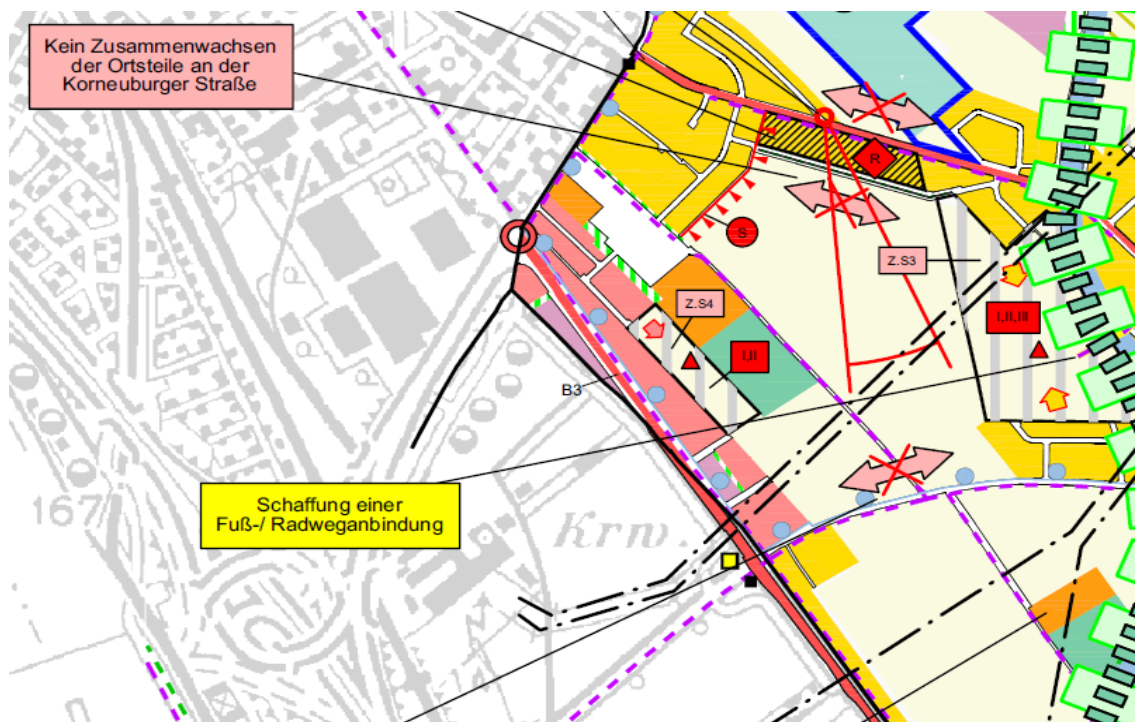 Kein Zusammenwachsen
der Ortsteile an der
Korneuburger Straße
R
S
Z.S3
Z.S4
I,II,III
I,II
B3
Schaffung einer
Fuß-/ Radweganbindung
167
Krw.